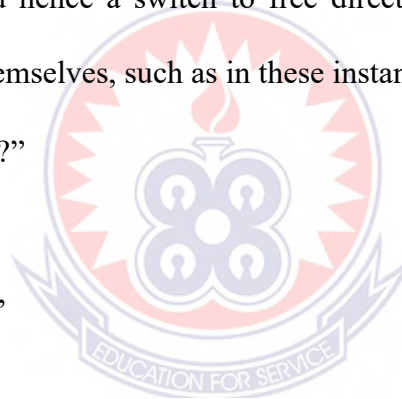 hence a switch to free direct
emselves, such as in these instan
?”
”
EDUCATION FOR SERVICE